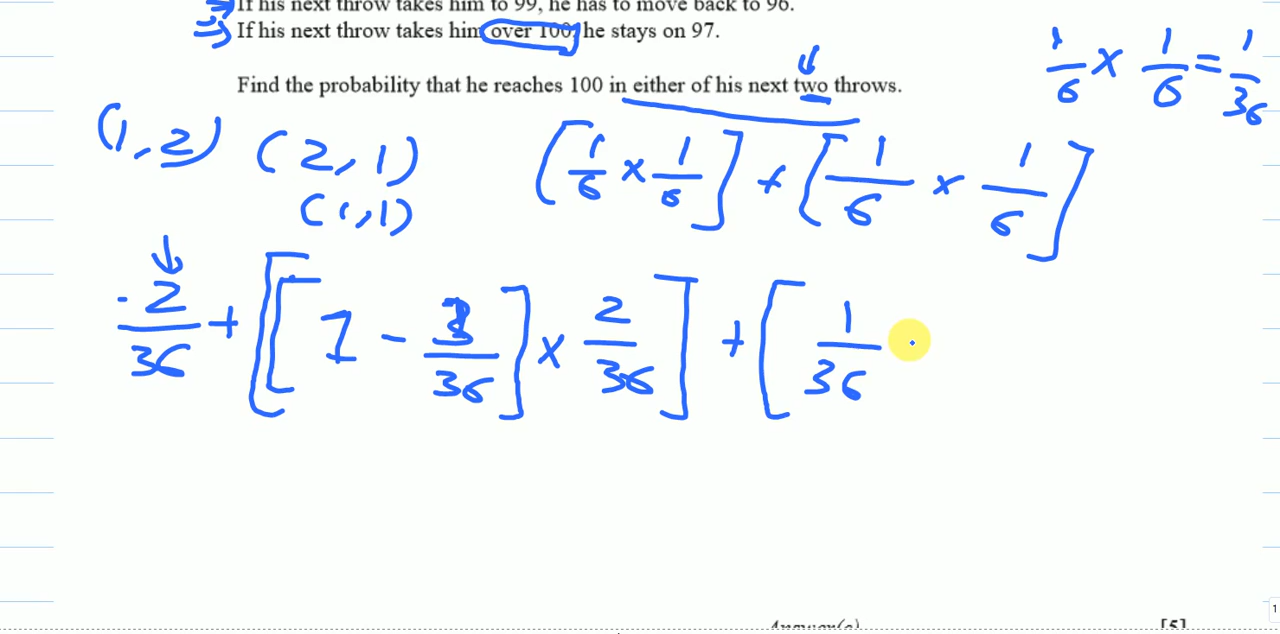 If his next throw takes him to 99, he has to move back to 96.
If his next throw takes him over 100, he stays on 97.
Find the probability that he reaches 100 in either of his next two throws.
1/6 × 1/6 = 1/36
(1, 2) (2, 1)
(1, 1)
[1/6 × 1/6] + [1/6 × 1/6]
2/36 + [[1 - 3/36] × 2/36] + [1/36
Answer(e)
[5]
1